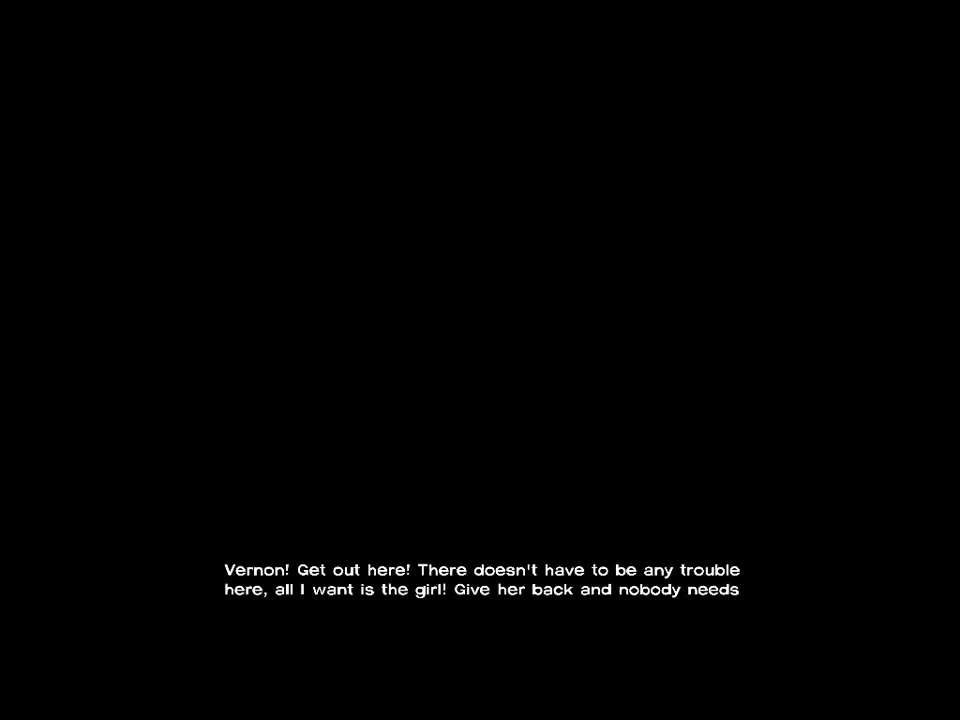 Vernon! Get out here! There doesn't have to be any trouble
here, all I want is the girl! Give her back and nobody needs